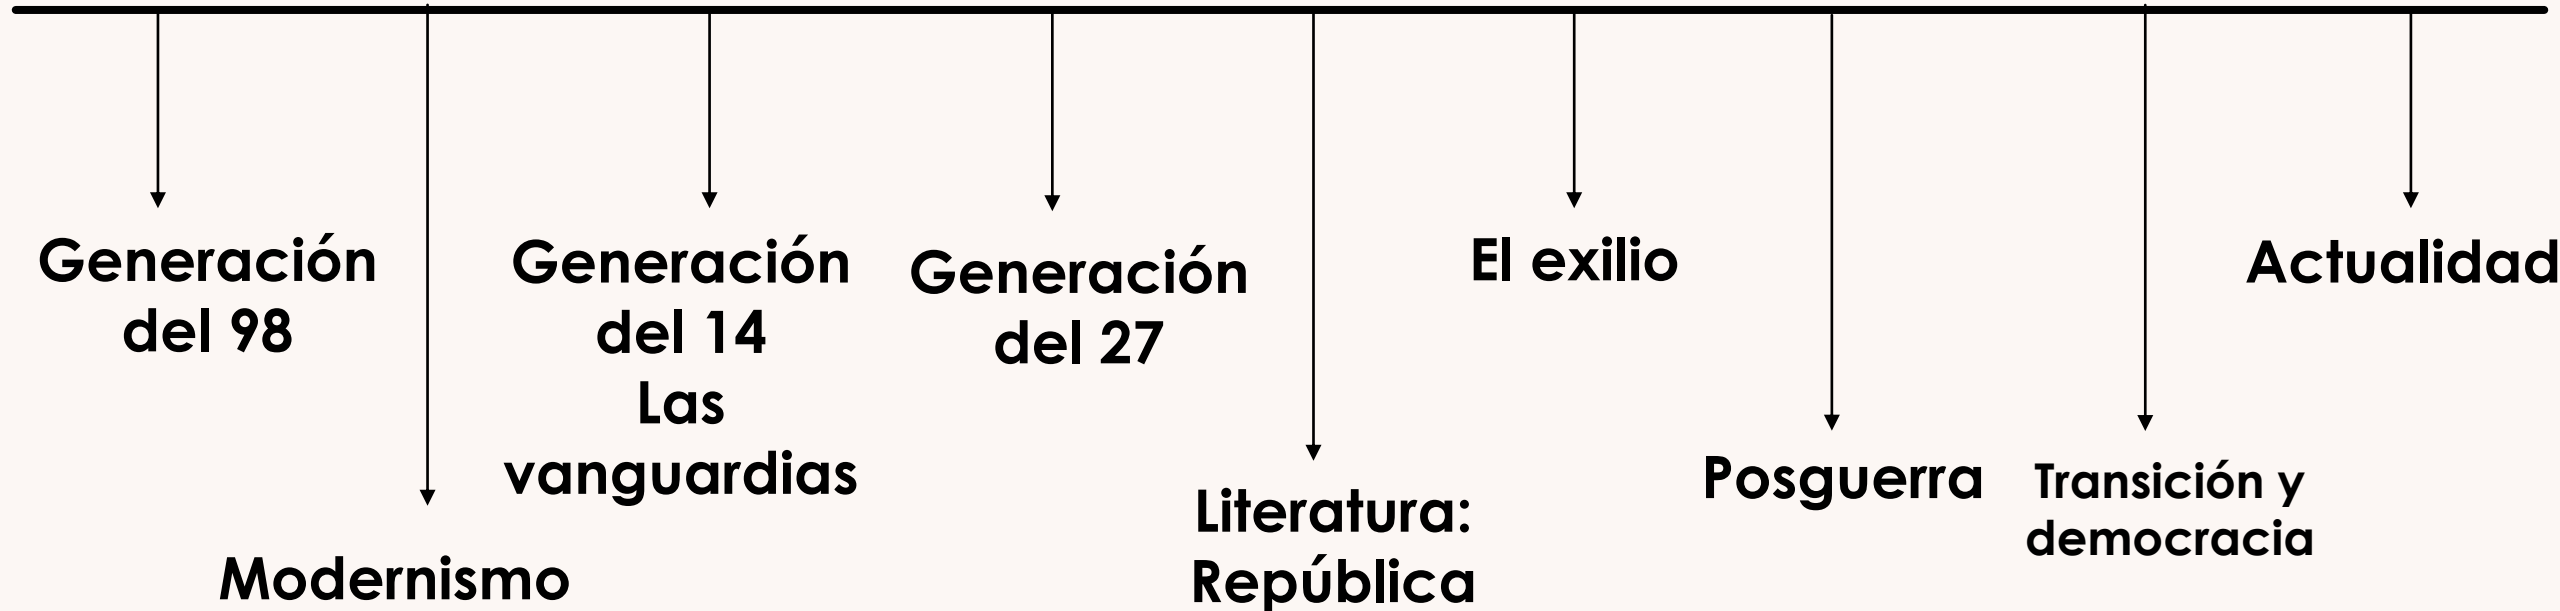 Generación
del 98
Modernismo
Generación
del 14
Las
vanguardias
Generación
del 27
Literatura:
República
El exilio
Posguerra
Transición y
democracia
Actualidad